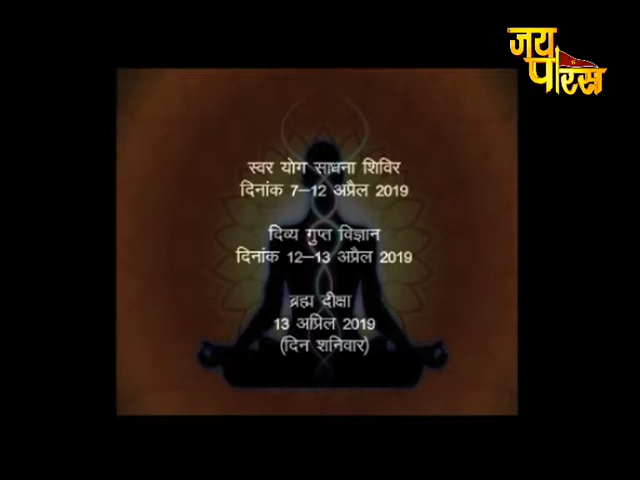 जय
पारस
स्वर योग साधना शिविर
दिनांक 7–12 अप्रैल 2019
दिव्य गुप्त विज्ञान
दिनांक 12–13 अप्रैल 2019
ब्रह्म दीक्षा
13 अप्रिल 2019
(दिन शनिवार)